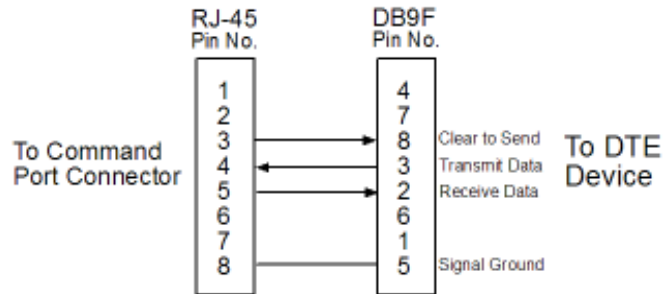 RJ-45 DB9F
Pin No. Pin No.
1 4
2 7
3 8 Clear to Send
4 3 Transmit Data
5 2 Receive Data
6 6
7 1
8 5 Signal Ground
To Command
Port Connector
To DTE
Device